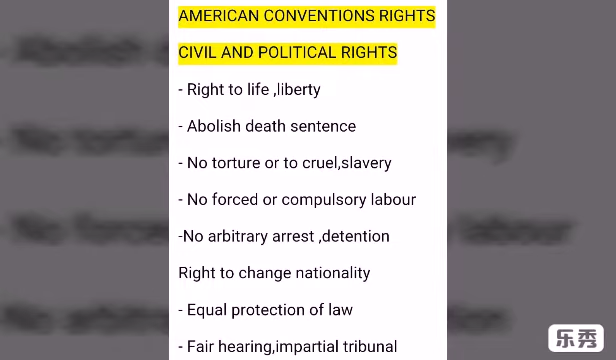 AMERICAN CONVENTIONS RIGHTS
CIVIL AND POLITICAL RIGHTS
- Right to life ,liberty
- Abolish death sentence
- No torture or to cruel,slavery
- No forced or compulsory labour
-No arbitrary arrest ,detention
Right to change nationality
- Equal protection of law
- Fair hearing,impartial tribunal
乐秀